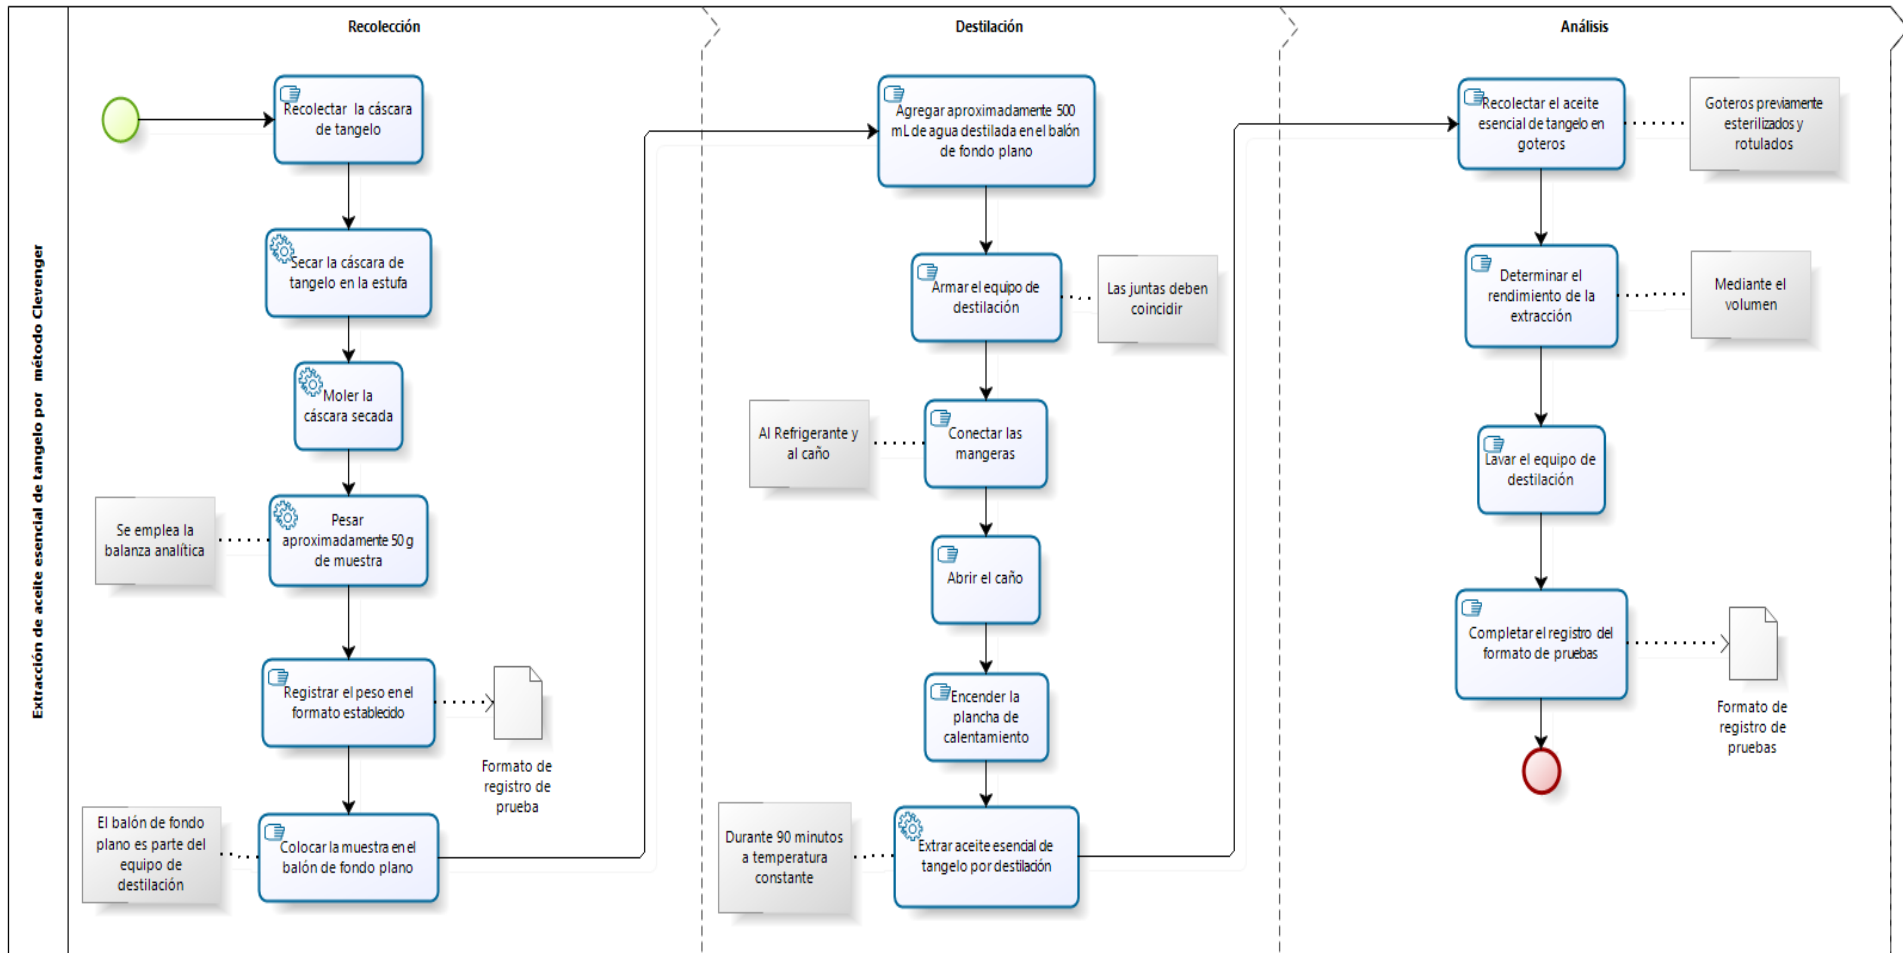 Extracción de aceite esencial de tangelo por método Clevenger
Recolección
Recolectar la cáscara
de tangelo
Secar la cáscara de
tangelo en la estufa
Moler la
cáscara secada
Pesar
aproximadamente 50 g
de muestra
Se emplea la
balanza analítica
Registrar el peso en el
formato establecido
Formato de
registro de
prueba
Colocar la muestra en el
balón de fondo plano
El balón de fondo
plano es parte del
equipo de
destilación
Destilación
Agregar aproximadamente 500
mL de agua destilada en el balón
de fondo plano
Armar el equipo de
destilación
Las juntas deben
coincidir
Conectar las
mangeras
Al Refrigerante y
al caño
Abrir el caño
Encender la
plancha de
calentamiento
Extrar aceite esencial de
tangelo por destilación
Durante 90 minutos
a temperatura
constante
Análisis
Recolectar el aceite
esencial de tangelo en
goteros
Goteros previamente
esterilizados y
rotulados
Determinar el
rendimiento de la
extracción
Mediante el
volumen
Lavar el equipo de
destilación
Completar el registro del
formato de pruebas
Formato de
registro de
pruebas